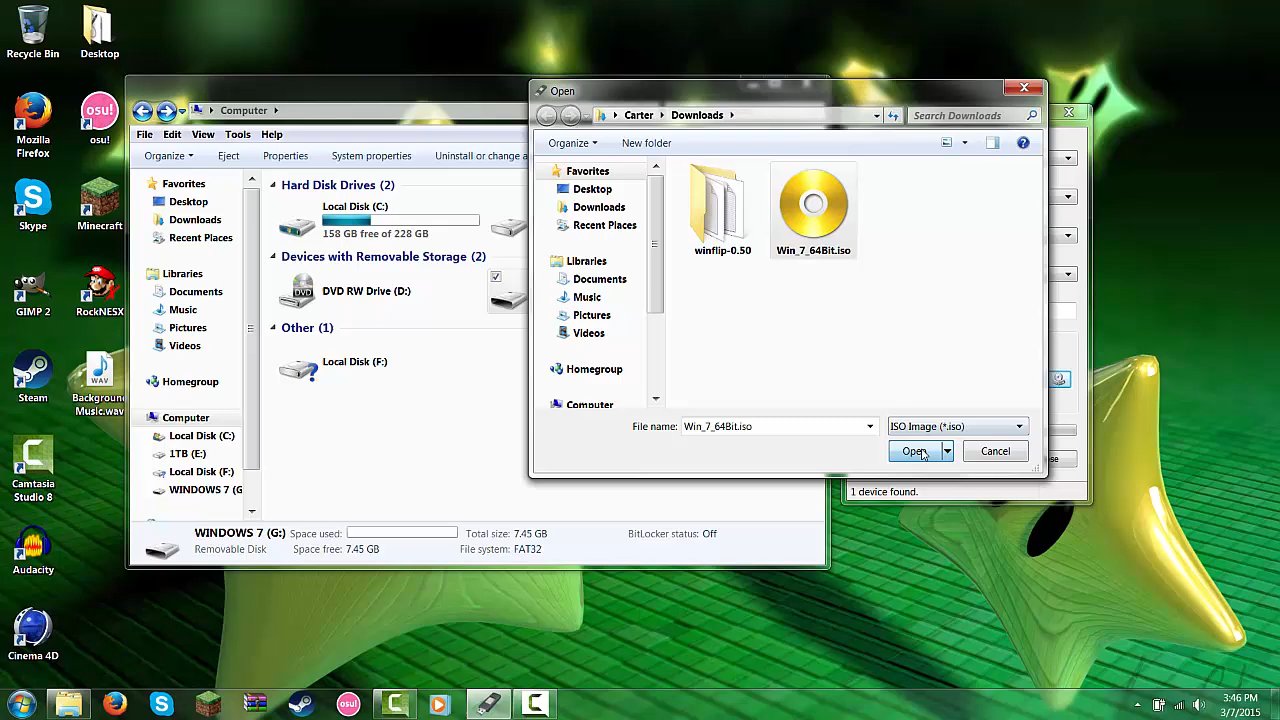 Recycle Bin
Desktop
Mozilla
Firefox
osu!
osu!
Skype
Minecraft
GIMP 2
RockNESX
Steam
WAV
Background
Music.wav
Camtasia
Studio 8
Audacity
Cinema 4D
Computer
File Edit View Tools Help
Organize Eject Properties System properties Uninstall or change a
Favorites
Desktop
Downloads
Recent Places
Libraries
Documents
Music
Pictures
Videos
Homegroup
Computer
Local Disk (C:)
1TB (E:)
Local Disk (F:)
WINDOWS 7 (G
Hard Disk Drives (2)
Local Disk (C:)
158 GB free of 228 GB
Devices with Removable Storage (2)
DVD
DVD RW Drive (D:)
Other (1)
Local Disk (F:)
WINDOWS 7 (G:) Space used: Total size: 7.45 GB BitLocker status: Off
Removable Disk Space free: 7.45 GB File system: FAT32
Open
Carter Downloads Search Downloads
Organize New folder
Favorites
Desktop
Downloads
Recent Places
Libraries
Documents
Music
Pictures
Videos
Homegroup
Computer
winflip-0.50
Win_7_64Bit.iso
File name: Win_7_64Bit.iso ISO Image (*.iso)
Open Cancel
1 device found.
osu!
3:46 PM
3/7/2015